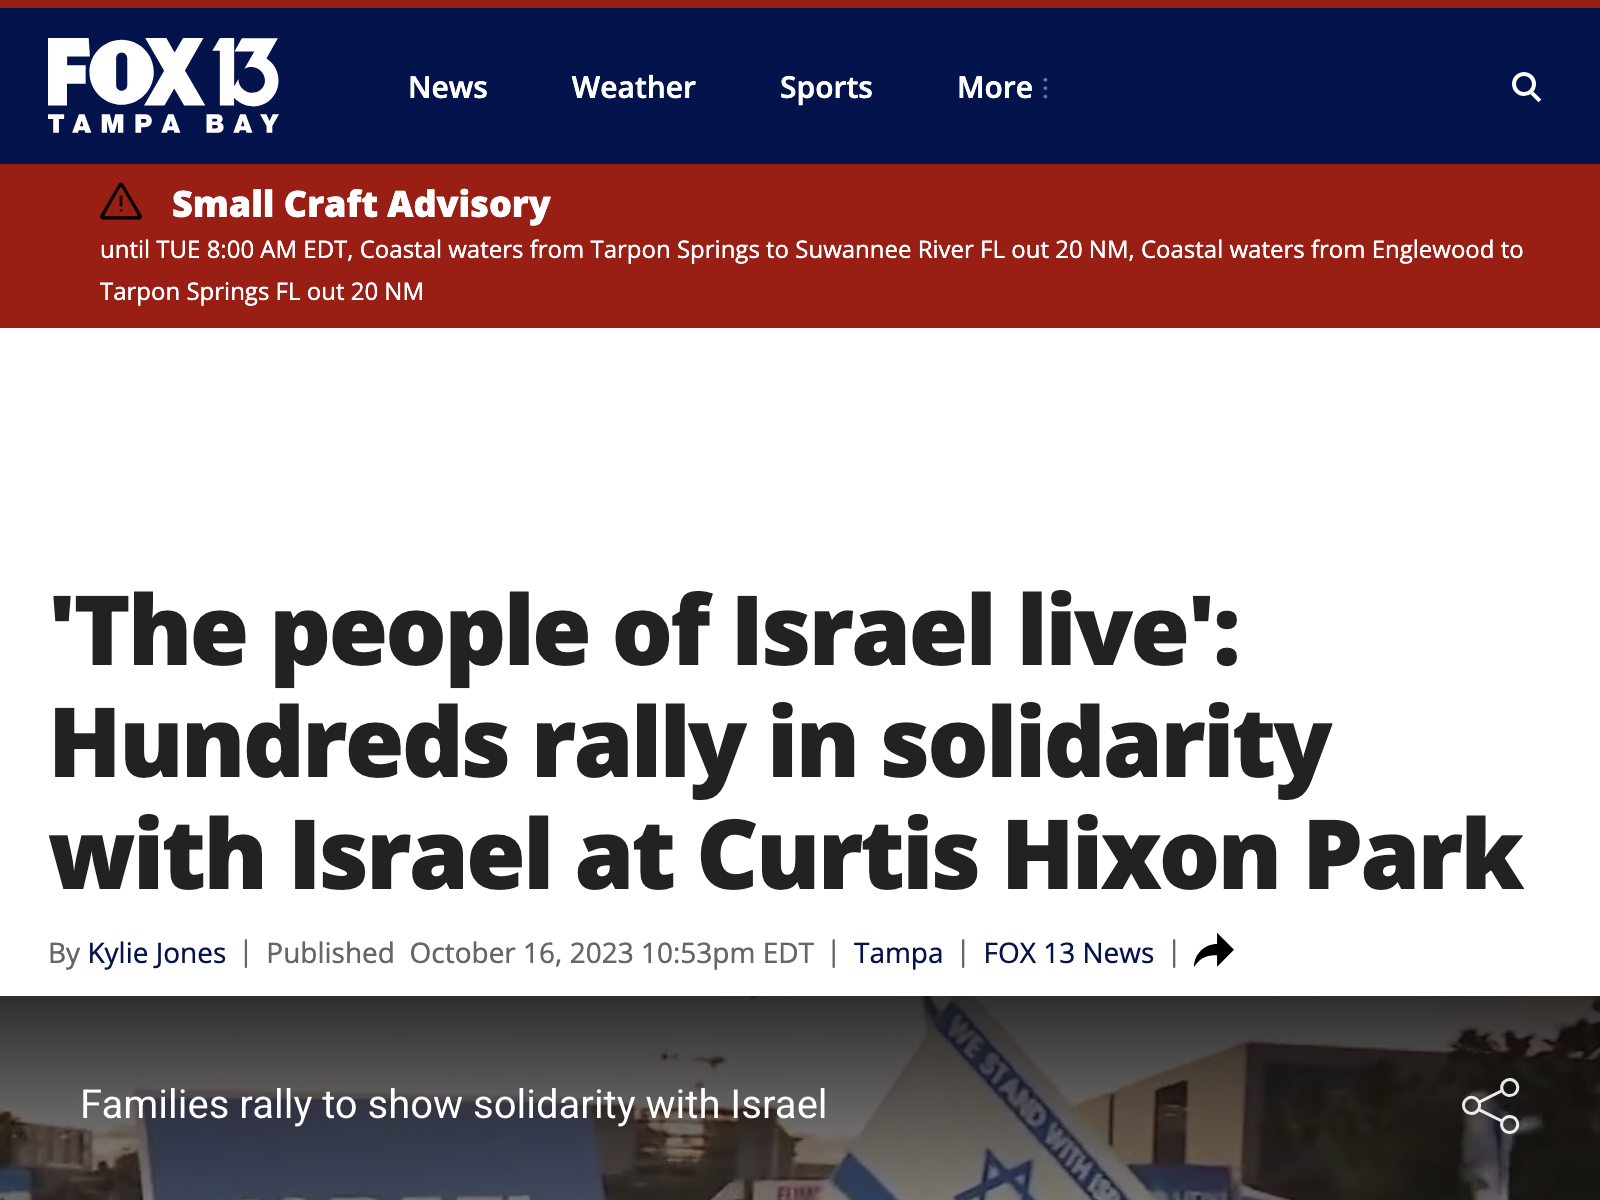 FOX 13
TAMPA BAY
News
Weather
Sports
More
Small Craft Advisory
until TUE 8:00 AM EDT, Coastal waters from Tarpon Springs to Suwannee River FL out 20 NM, Coastal waters from Englewood to
Tarpon Springs FL out 20 NM
'The people of Israel live':
Hundreds rally in solidarity
with Israel at Curtis Hixon Park
By Kylie Jones | Published October 16, 2023 10:53pm EDT | Tampa | FOX 13 News |
Families rally to show solidarity with Israel
WE STAND WITH